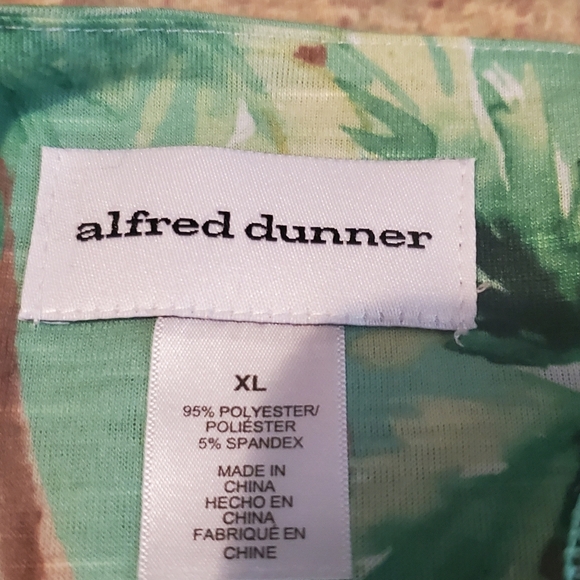 alfred dunner
XL
95% POLYESTER/
POLIÉSTER
5% SPANDEX
MADE IN
CHINA
HECHO EN
CHINA
FABRIQUÉ EN
CHINE